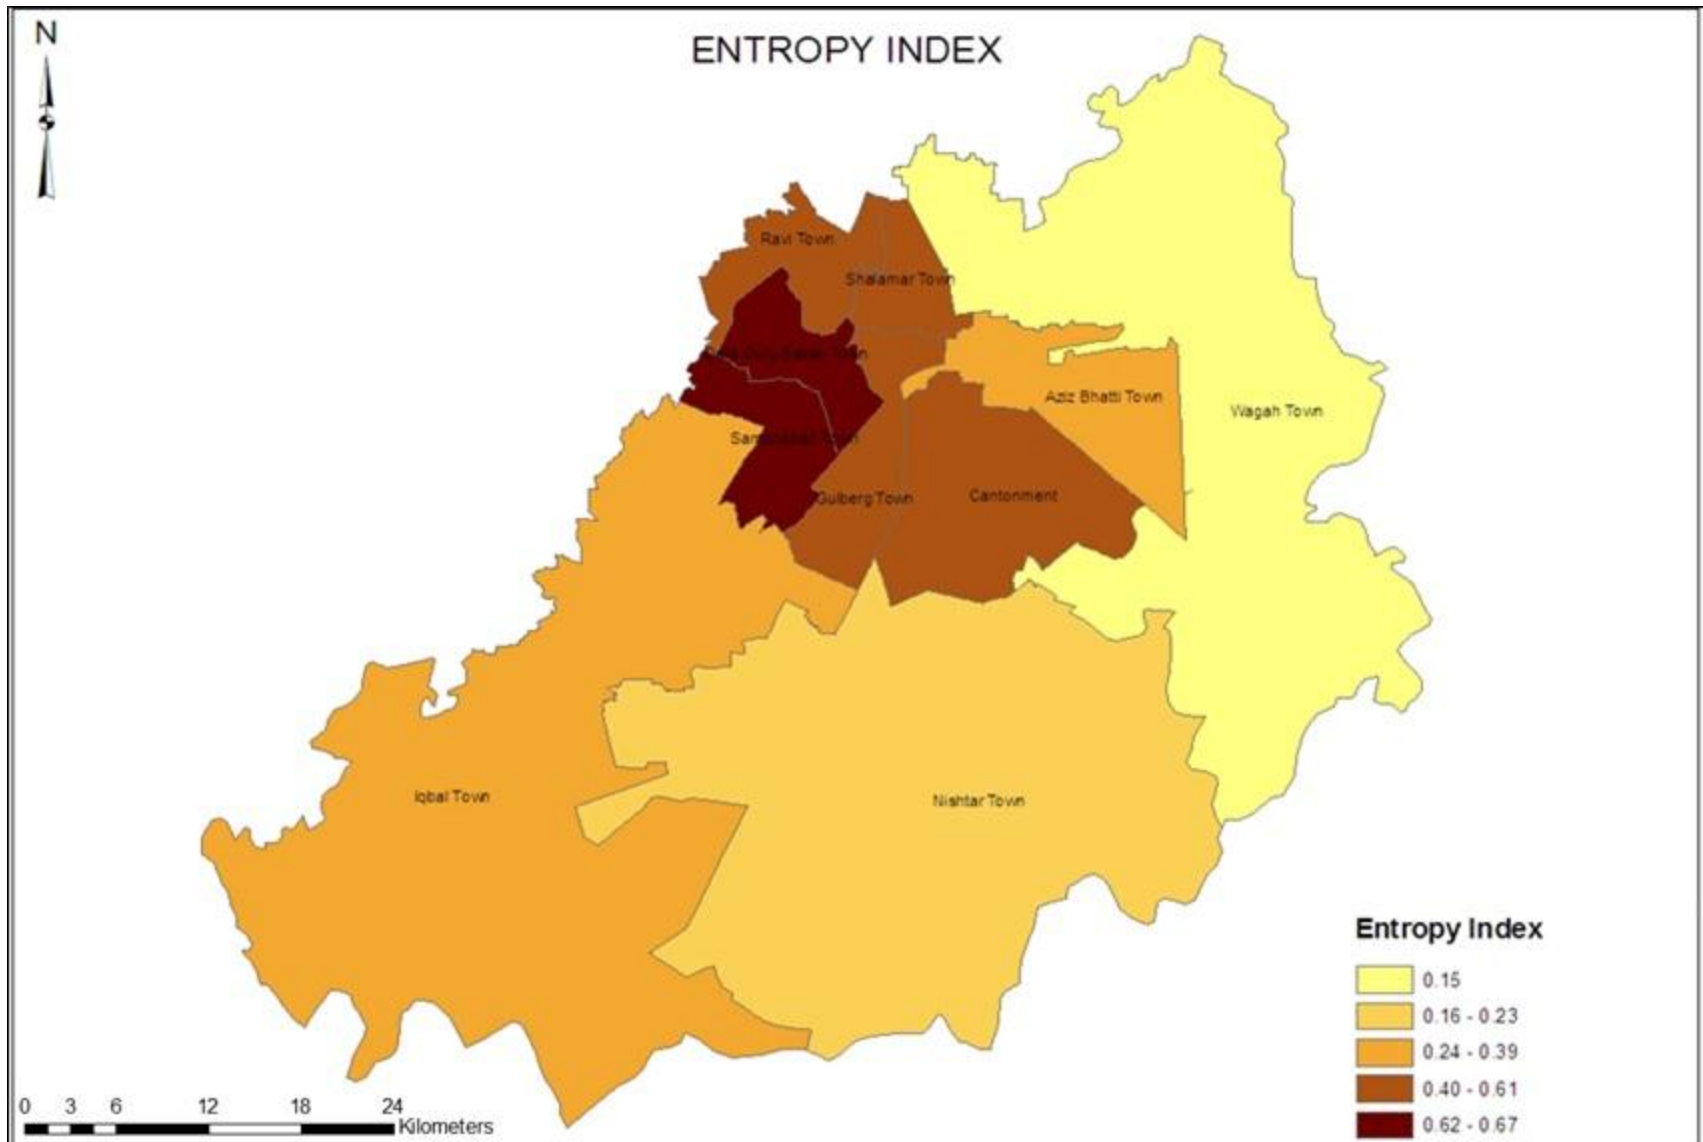 N
ENTROPY INDEX
Ravi Town
Shalamar Town
Town
Aziz Bhatti Town
Wagah Town
Town
Gulberg Town
Cantonment
Iqbal Town
Nishtar Town
Entropy Index
0.15
0.16 - 0.23
0.24 - 0.39
0.40 - 0.61
0.62 - 0.67
0 3 6 12 18 24
Kilometers